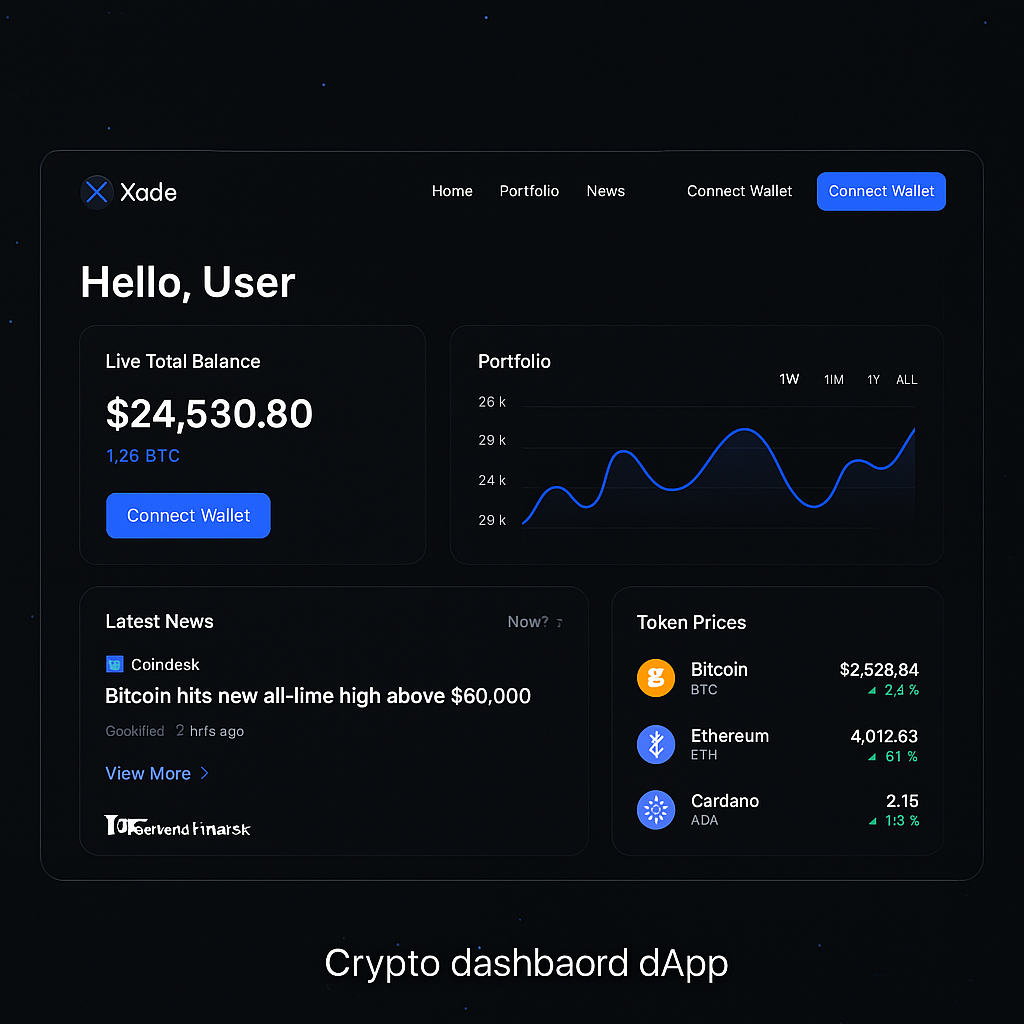 Xade
Home Portfolio News Connect Wallet Connect Wallet
Hello, User
Live Total Balance
$24,530.80
1,26 BTC
Connect Wallet
Portfolio
1W 1IM 1Y ALL
26 k
29 k
24 k
29 k
Latest News
Now?
Coindesk
Bitcoin hits new all-lime high above $60,000
Gookified 2 hrfs ago
View More
Token Prices
Bitcoin $2,528,84
BTC 2,4 %
Ethereum 4,012.63
ETH 61 %
Cardano 2.15
ADA 1:3 %
Crypto dashbaord dApp